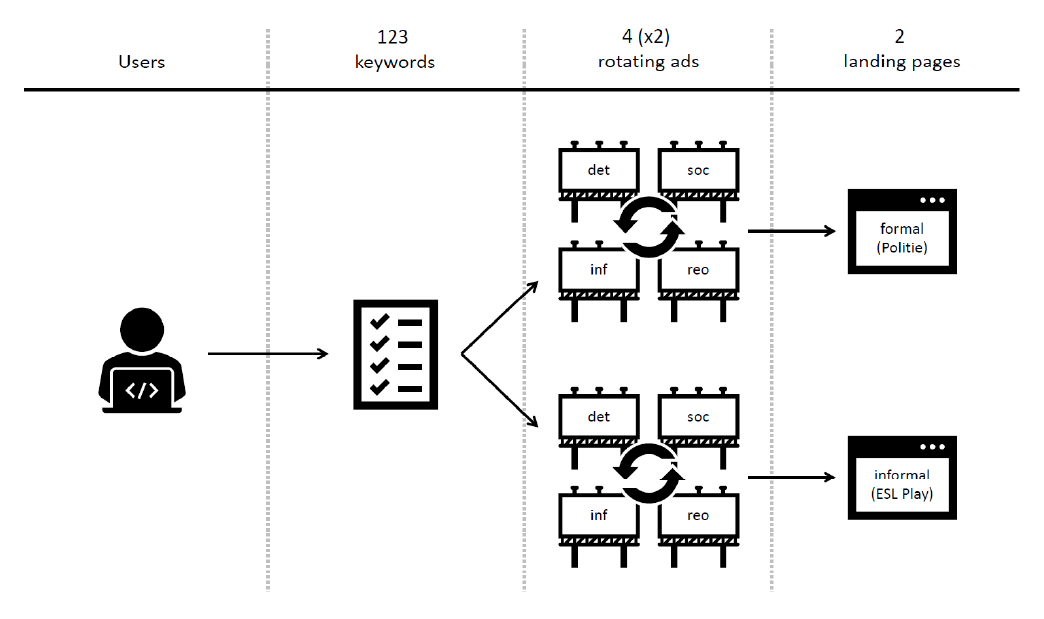 Users
123
keywords
4 (x2)
rotating ads
2
landing pages
det
soc
inf
reo
formal
(Politie)
</>
det
soc
inf
reo
informal
(ESL Play)